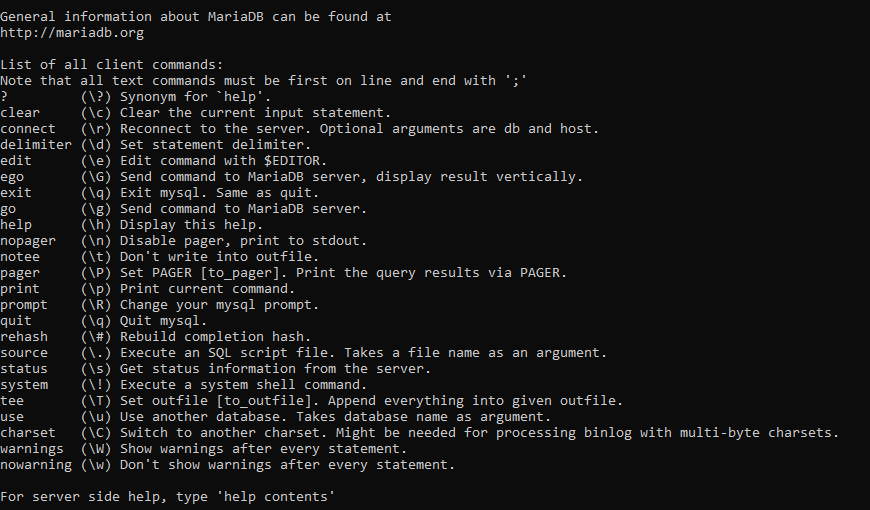 General information about MariaDB can be found at
http://mariadb.org

List of all client commands:
Note that all text commands must be first on line and end with ';'
?         (\?) Synonym for `help'.
clear     (\c) Clear the current input statement.
connect   (\r) Reconnect to the server. Optional arguments are db and host.
delimiter (\d) Set statement delimiter.
edit      (\e) Edit command with $EDITOR.
ego       (\G) Send command to MariaDB server, display result vertically.
exit      (\q) Exit mysql. Same as quit.
go        (\g) Send command to MariaDB server.
help      (\h) Display this help.
nopager   (\n) Disable pager, print to stdout.
notee     (\t) Don't write into outfile.
pager     (\P) Set PAGER [to_pager]. Print the query results via PAGER.
print     (\p) Print current command.
prompt    (\R) Change your mysql prompt.
quit      (\q) Quit mysql.
rehash    (\#) Rebuild completion hash.
source    (\.) Execute an SQL script file. Takes a file name as an argument.
status    (\s) Get status information from the server.
system    (\!) Execute a system shell command.
tee       (\T) Set outfile [to_outfile]. Append everything into given outfile.
use       (\u) Use another database. Takes database name as argument.
charset   (\C) Switch to another charset. Might be needed for processing binlog with multi-byte charsets.
warnings  (\W) Show warnings after every statement.
nowarning (\w) Don't show warnings after every statement.

For server side help, type 'help contents'